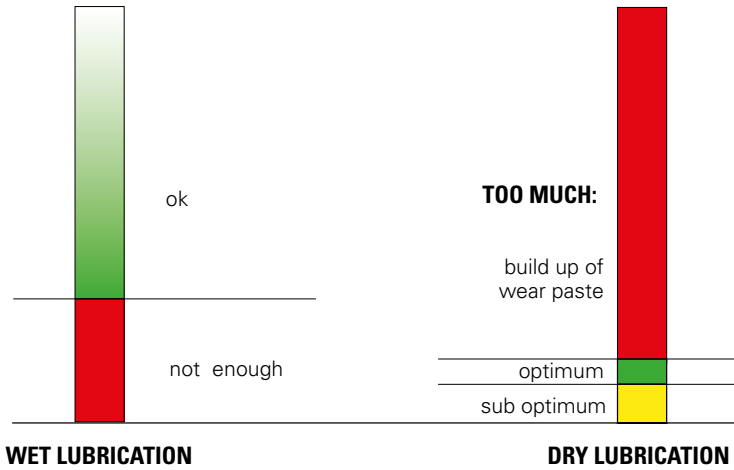 ok
not enough
WET LUBRICATION
TOO MUCH:
build up of
wear paste
optimum
sub optimum
DRY LUBRICATION